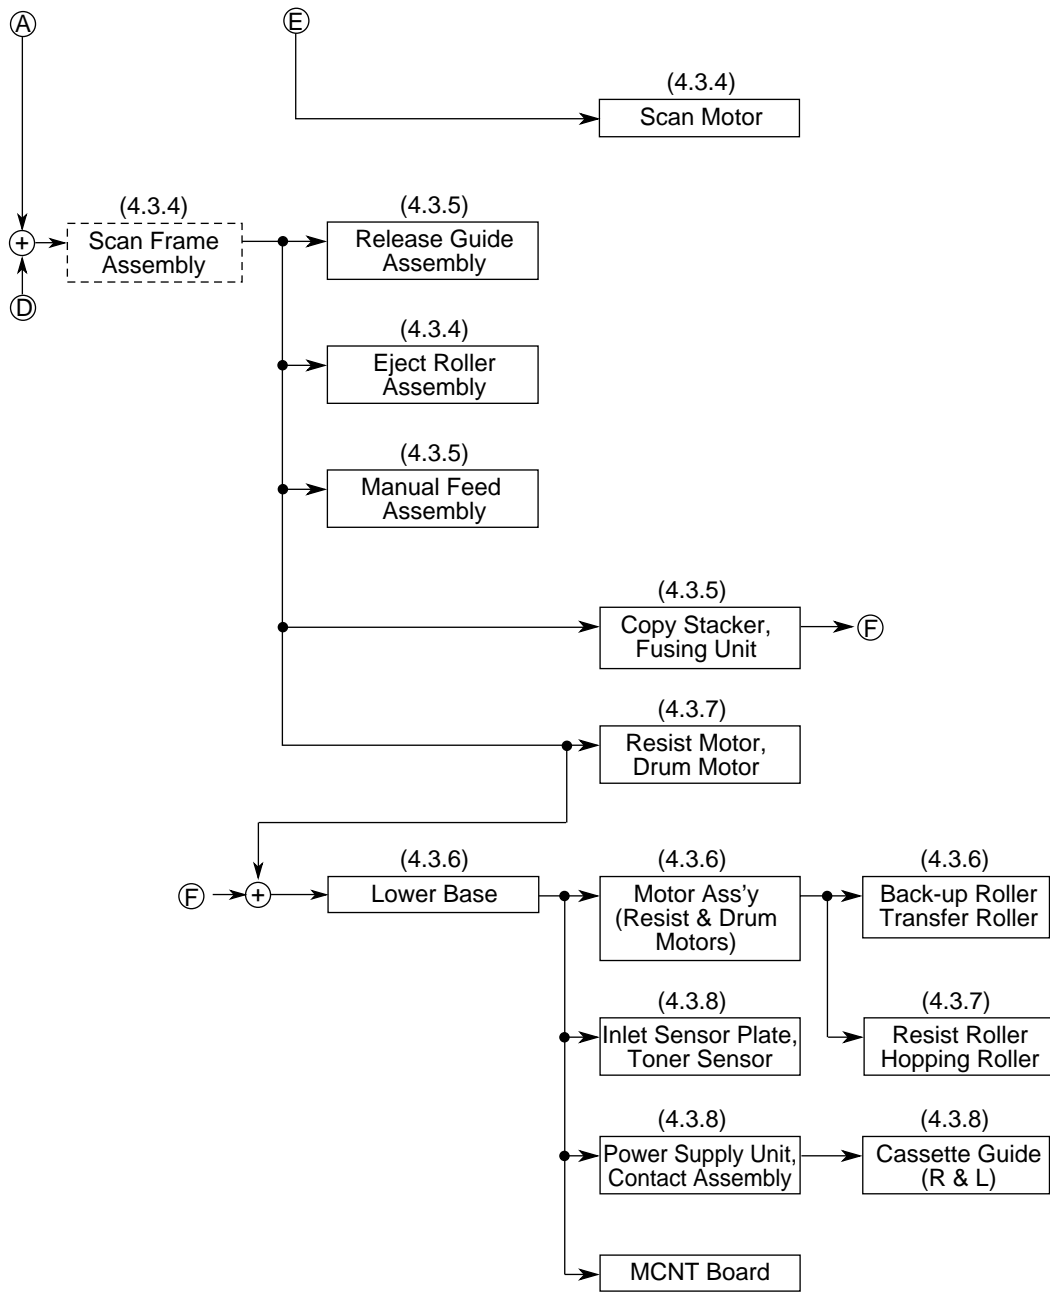 A
E
(4.3.4)
Scan Motor
(4.3.4)
Scan Frame
Assembly
+
D
(4.3.5)
Release Guide
Assembly
(4.3.4)
Eject Roller
Assembly
(4.3.5)
Manual Feed
Assembly
(4.3.5)
Copy Stacker,
Fusing Unit
F
(4.3.7)
Resist Motor,
Drum Motor
F
+
(4.3.6)
Lower Base
(4.3.6)
Motor Ass'y
(Resist & Drum
Motors)
(4.3.6)
Back-up Roller
Transfer Roller
(4.3.8)
Inlet Sensor Plate,
Toner Sensor
(4.3.7)
Resist Roller
Hopping Roller
(4.3.8)
Power Supply Unit,
Contact Assembly
(4.3.8)
Cassette Guide
(R & L)
MCNT Board